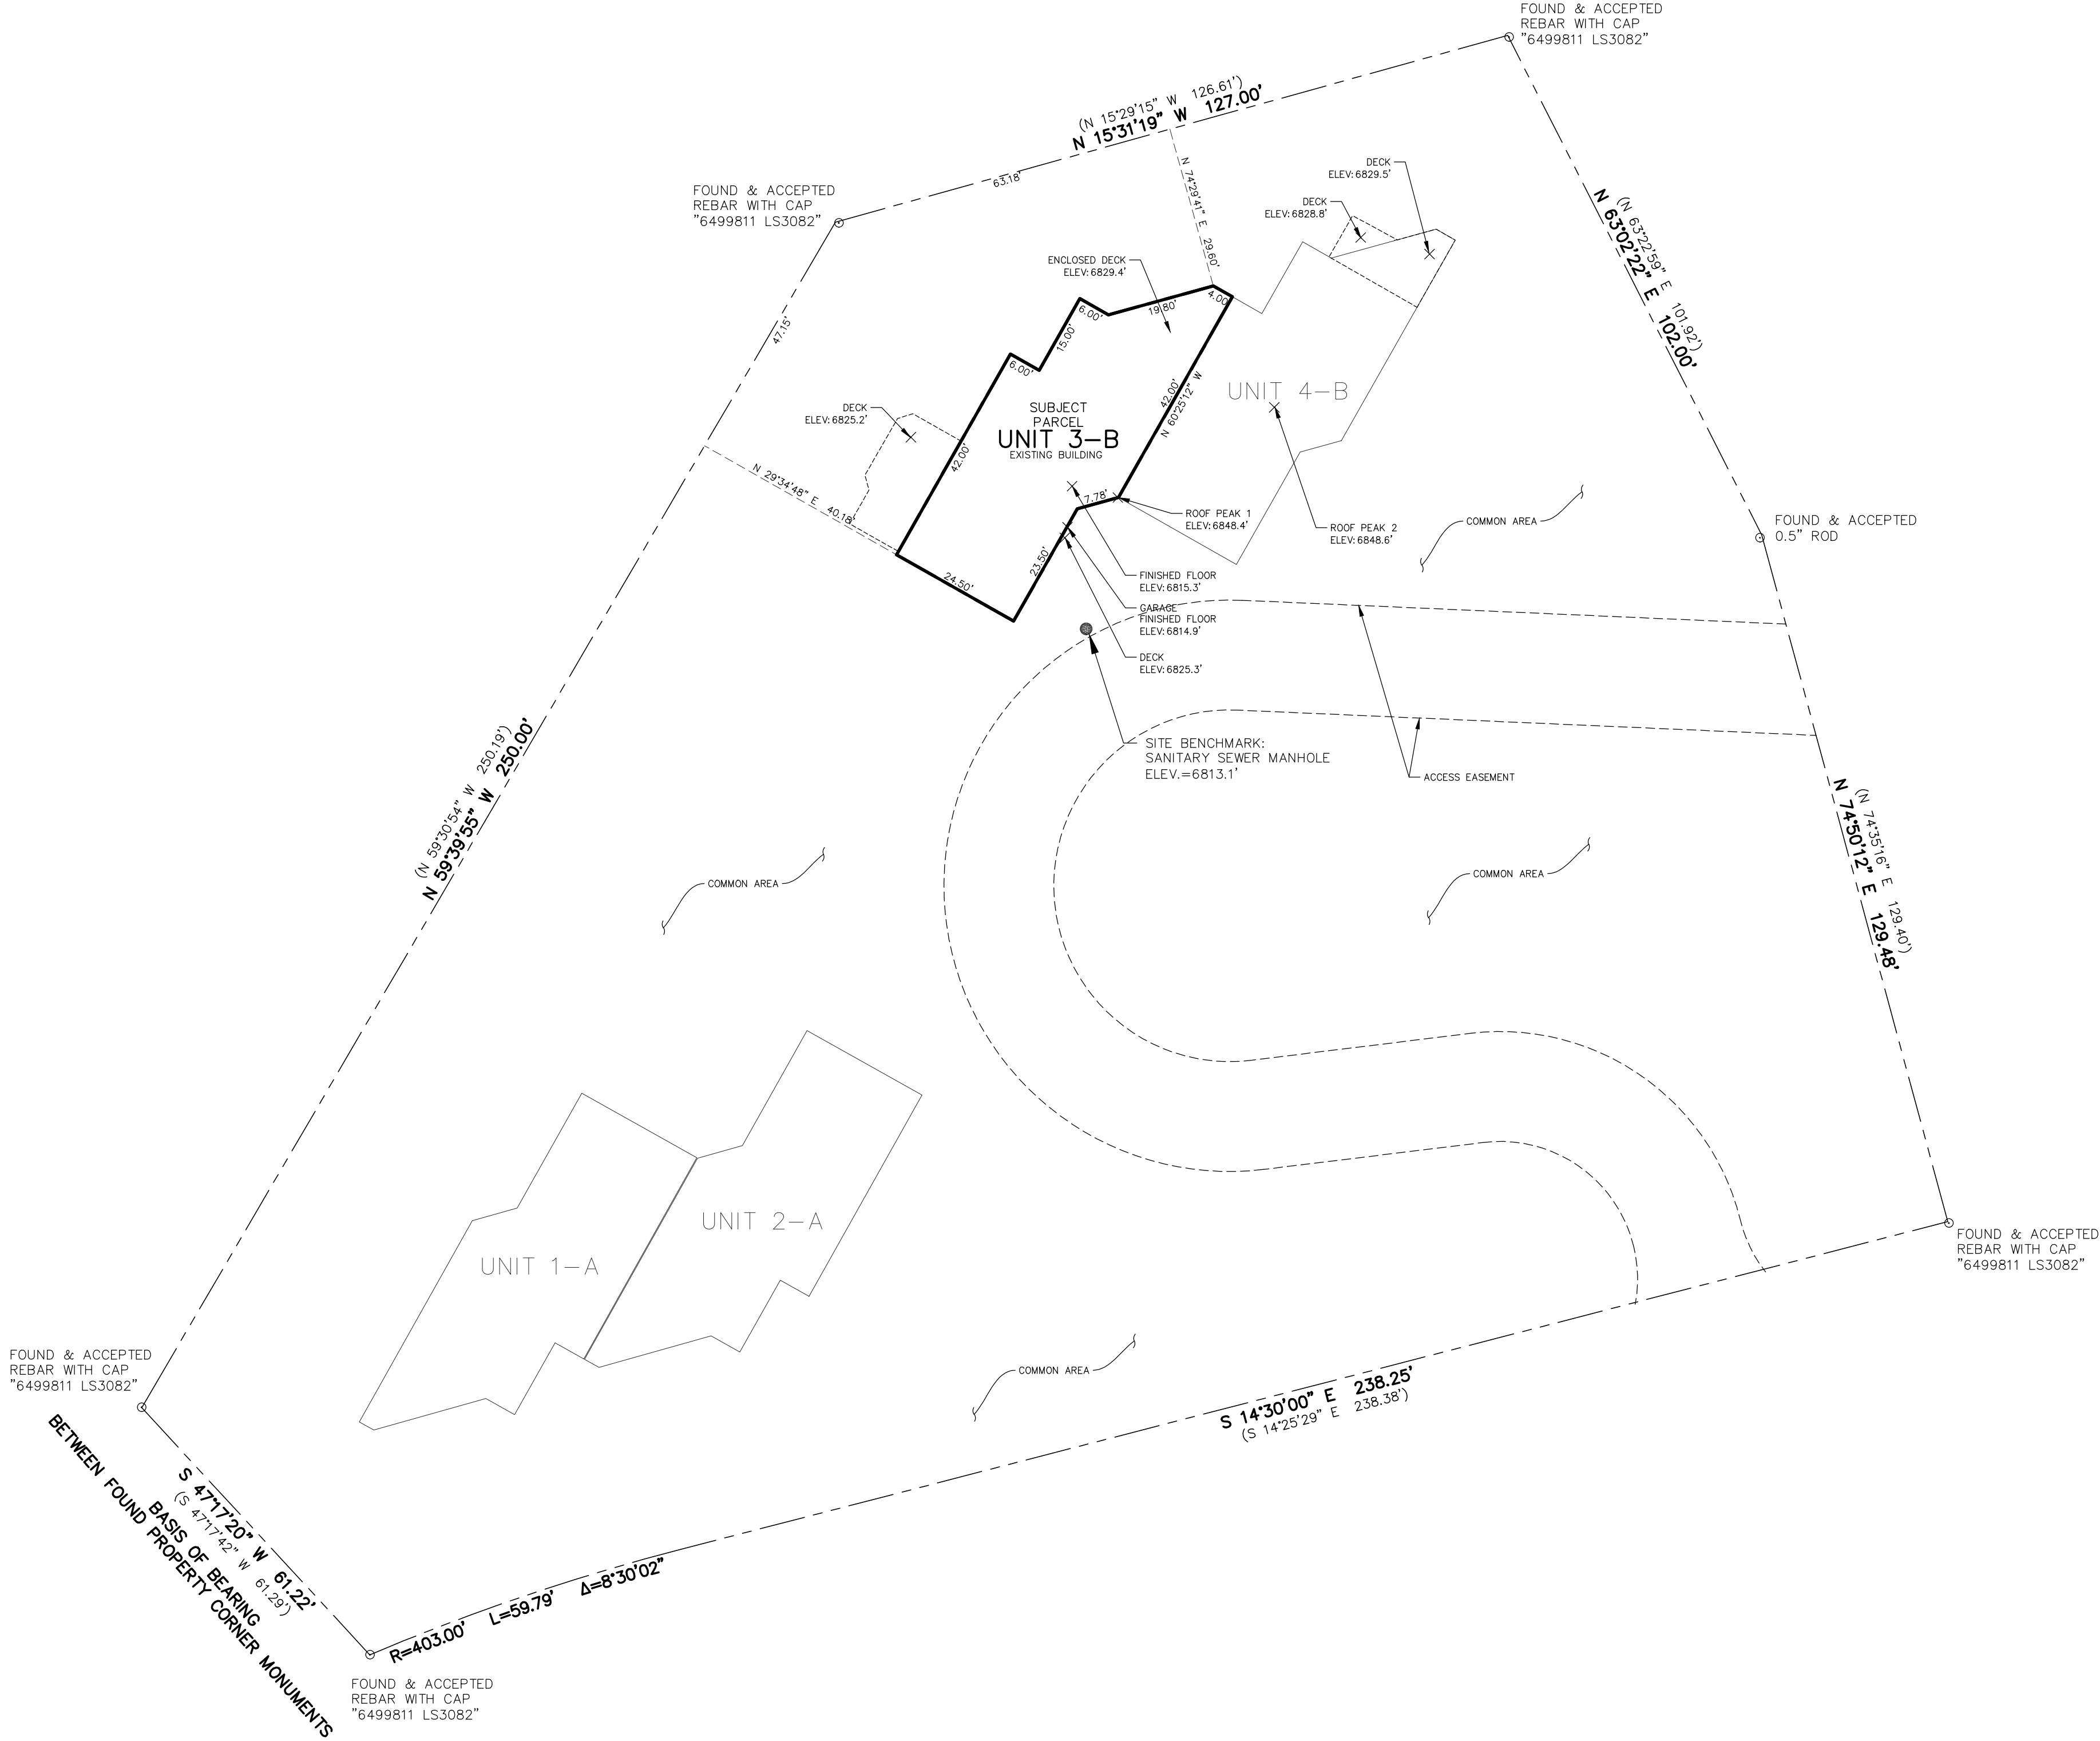 FOUND & ACCEPTED
REBAR WITH CAP
"6499811 LS3082"
(N 15°29'15" W 126.61')
N 15°31'19" W 127.00'
63.18'
FOUND & ACCEPTED
REBAR WITH CAP
"6499811 LS3082"
N 74°29'41" E 29.60'
DECK
ELEV: 6829.5'
DECK
ELEV: 6828.8'
(N 63°22'59" E 101.92')
N 63°02'22" E 102.00'
ENCLOSED DECK
ELEV: 6829.4'
4.00'
19.80'
6.00'
15.00'
6.00'
47.15'
42.00'
N 60°25'12" W
UNIT 4-B
DECK
ELEV: 6825.2'
SUBJECT
PARCEL
UNIT 3-B
EXISTING BUILDING
42.00'
N 29°34'48" E 40.18'
7.78'
23.50'
24.50'
ROOF PEAK 1
ELEV: 6848.4'
ROOF PEAK 2
ELEV: 6848.6'
COMMON AREA
FOUND & ACCEPTED
0.5" ROD
FINISHED FLOOR
ELEV: 6815.3'
GARAGE
FINISHED FLOOR
ELEV: 6814.9'
DECK
ELEV: 6825.3'
SITE BENCHMARK:
SANITARY SEWER MANHOLE
ELEV.=6813.1'
ACCESS EASEMENT
(N 59°30'54" W 250.19')
N 59°39'55" W 250.00'
(N 74°35'16" E 129.40')
N 74°50'12" E 129.48'
COMMON AREA
COMMON AREA
UNIT 2-A
UNIT 1-A
FOUND & ACCEPTED
REBAR WITH CAP
"6499811 LS3082"
FOUND & ACCEPTED
REBAR WITH CAP
"6499811 LS3082"
COMMON AREA
S 14°30'00" E 238.25'
(S 14°25'29" E 238.38')
S 47°17'20" W 61.22'
(S 47°17'42" W 61.29')
BASIS OF BEARING
BETWEEN FOUND PROPERTY CORNER MONUMENTS
R=403.00' L=59.79' Δ=8°30'02"
FOUND & ACCEPTED
REBAR WITH CAP
"6499811 LS3082"